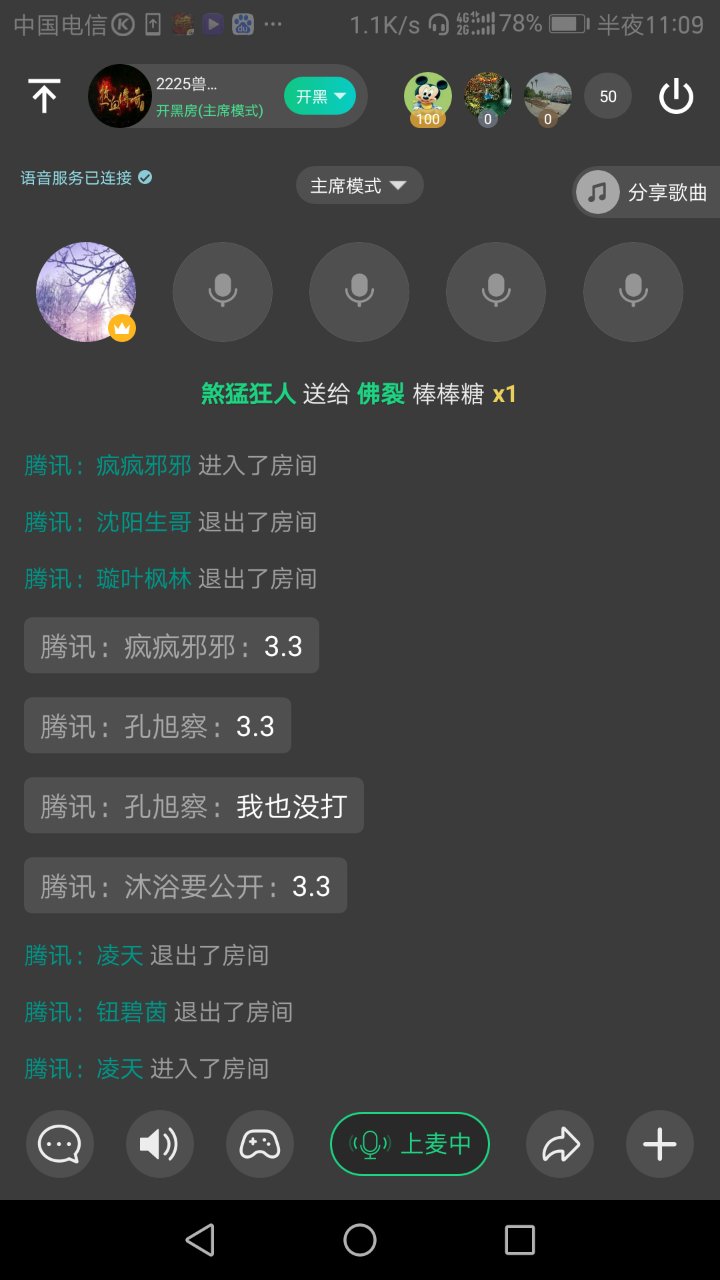 中国电信 1.1K/s 4G 2G 78% 半夜11:09
2225兽...
开黑房(主席模式)
开黑
100 0 0 50
语音服务已连接
主席模式
分享歌曲
煞猛狂人 送给 佛裂 棒棒糖 x1
腾讯：疯疯邪邪 进入了房间
腾讯：沈阳生哥 退出了房间
腾讯：璇叶枫林 退出了房间
腾讯：疯疯邪邪：3.3
腾讯：孔旭察：3.3
腾讯：孔旭察：我也没打
腾讯：沐浴要公开：3.3
腾讯：凌天 退出了房间
腾讯：钮碧茵 退出了房间
腾讯：凌天 进入了房间
上麦中